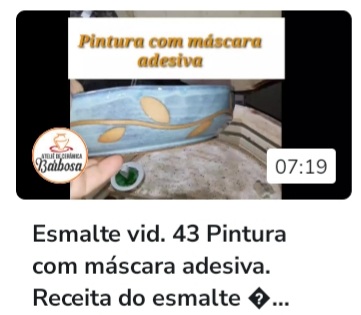 Pintura com máscara
adesiva
ATELIÊ DE CERÂMICA
Barbosa
07:19
Esmalte vid. 43 Pintura
com máscara adesiva.
Receita do esmalte �...